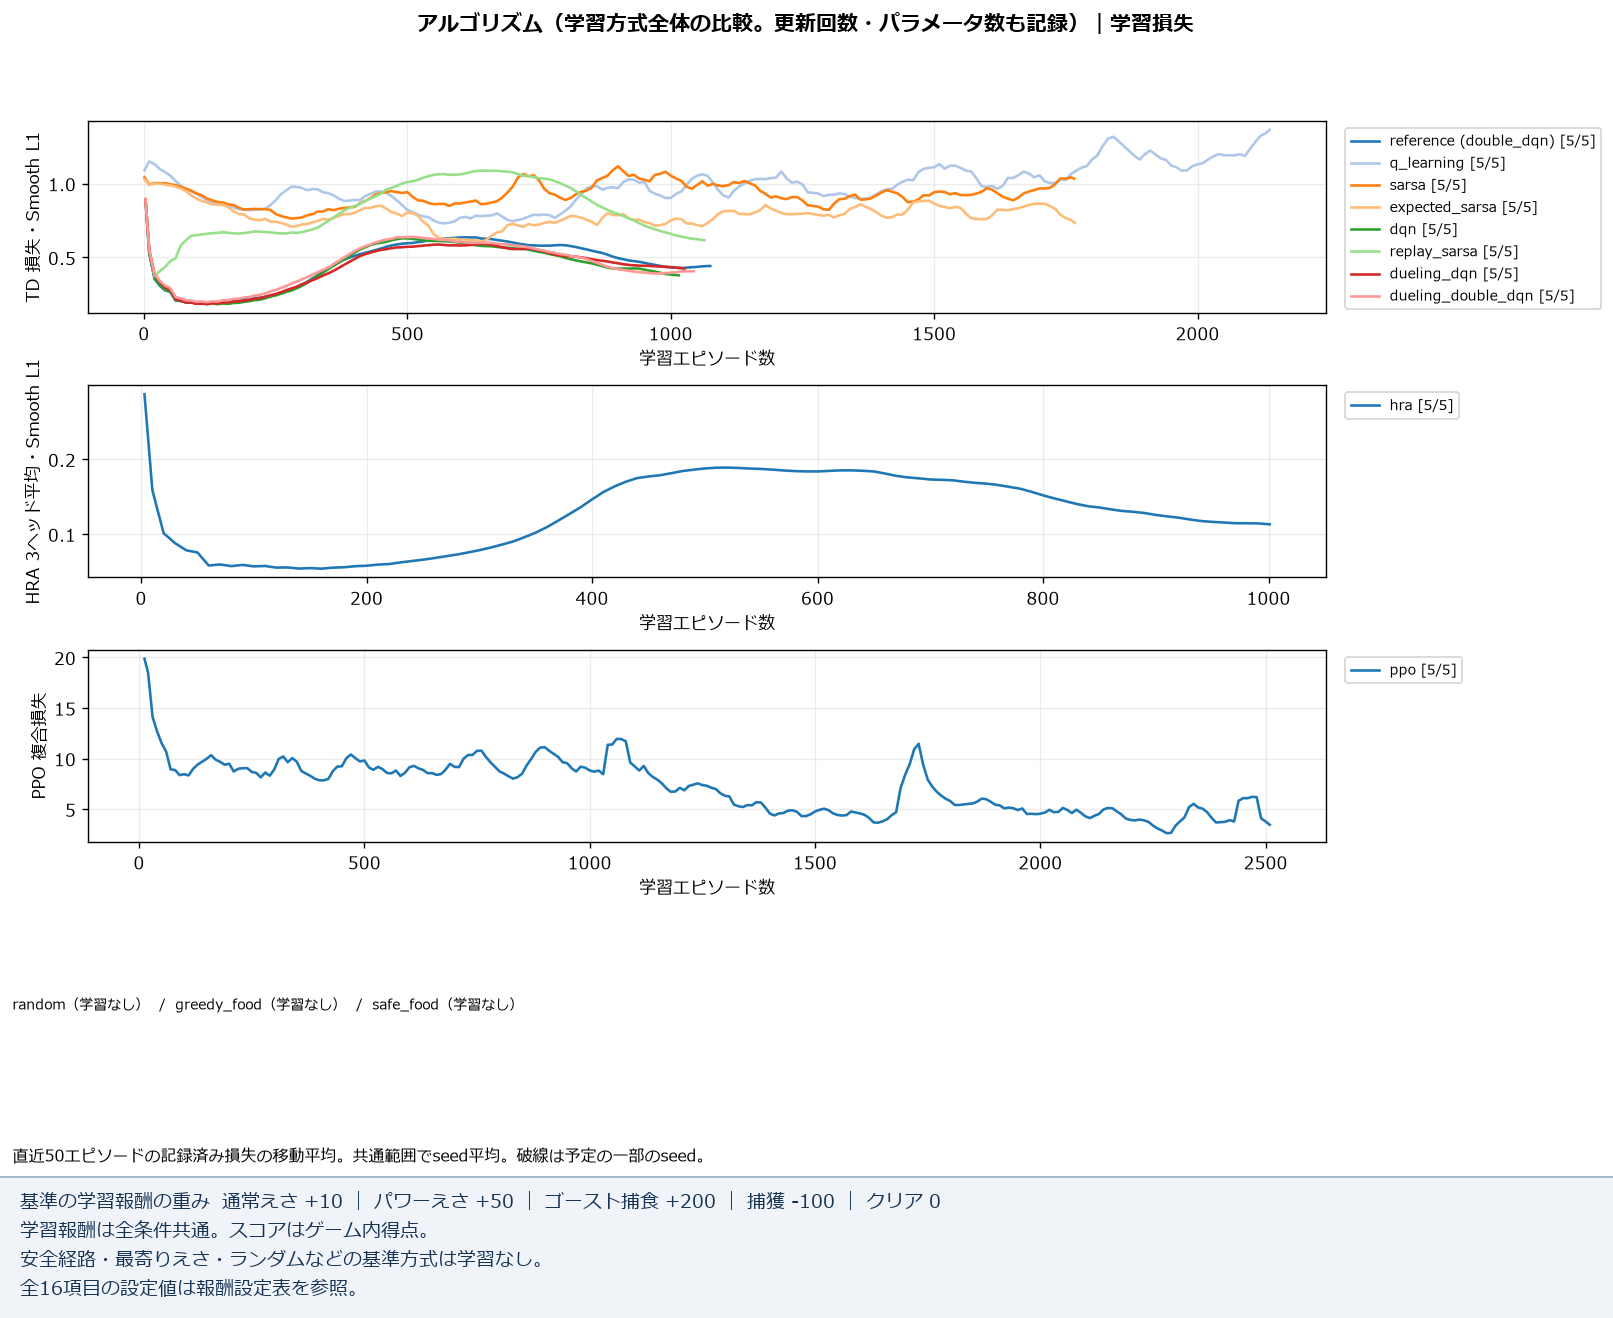 アルゴリズム（学習方式全体の比較。更新回数・パラメータ数も記録）｜学習損失
TD 損失・Smooth L1
1.0
0.5
0
500
1000
1500
2000
学習エピソード数
reference (double_dqn) [5/5]
q_learning [5/5]
sarsa [5/5]
expected_sarsa [5/5]
dqn [5/5]
replay_sarsa [5/5]
dueling_dqn [5/5]
dueling_double_dqn [5/5]
HRA 3ヘッド平均・Smooth L1
0.2
0.1
0
200
400
600
800
1000
学習エピソード数
hra [5/5]
PPO 複合損失
20
15
10
5
0
500
1000
1500
2000
2500
学習エピソード数
ppo [5/5]
random（学習なし） / greedy_food（学習なし） / safe_food（学習なし）
直近50エピソードの記録済み損失の移動平均。共通範囲でseed平均。破線は予定の一部のseed。
基準の学習報酬の重み 通常えさ +10 ｜ パワーえさ +50 ｜ ゴースト捕食 +200 ｜ 捕獲 -100 ｜ クリア 0
学習報酬は全条件共通。スコアはゲーム内得点。
安全経路・最寄りえさ・ランダムなどの基準方式は学習なし。
全16項目の設定値は報酬設定表を参照。